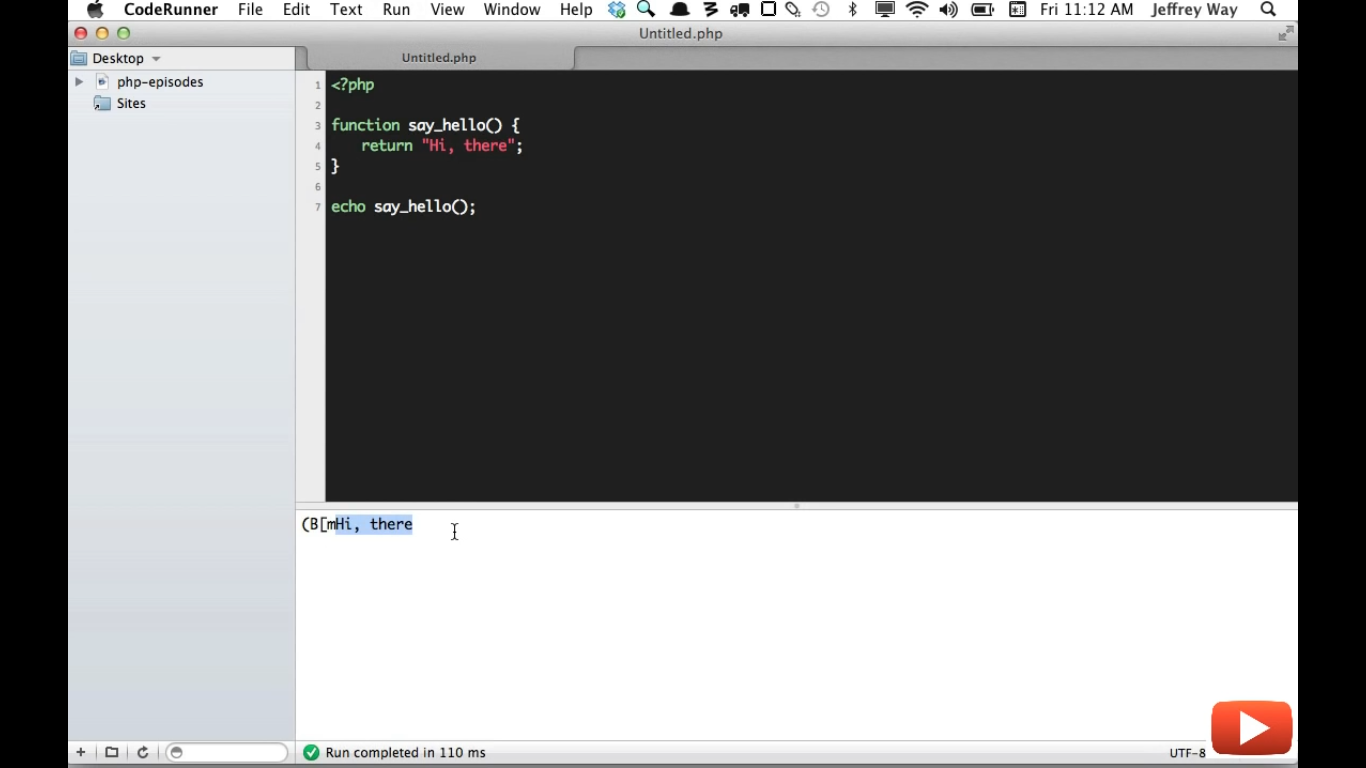 CodeRunner File Edit Text Run View Window Help Fri 11:12 AM Jeffrey Way
Untitled.php
Desktop
Untitled.php
php-episodes
Sites
1 <?php
2
3 function say_hello() {
4 return "Hi, there";
5 }
6
7 echo say_hello();
(B[mHi, there
Run completed in 110 ms
UTF-8